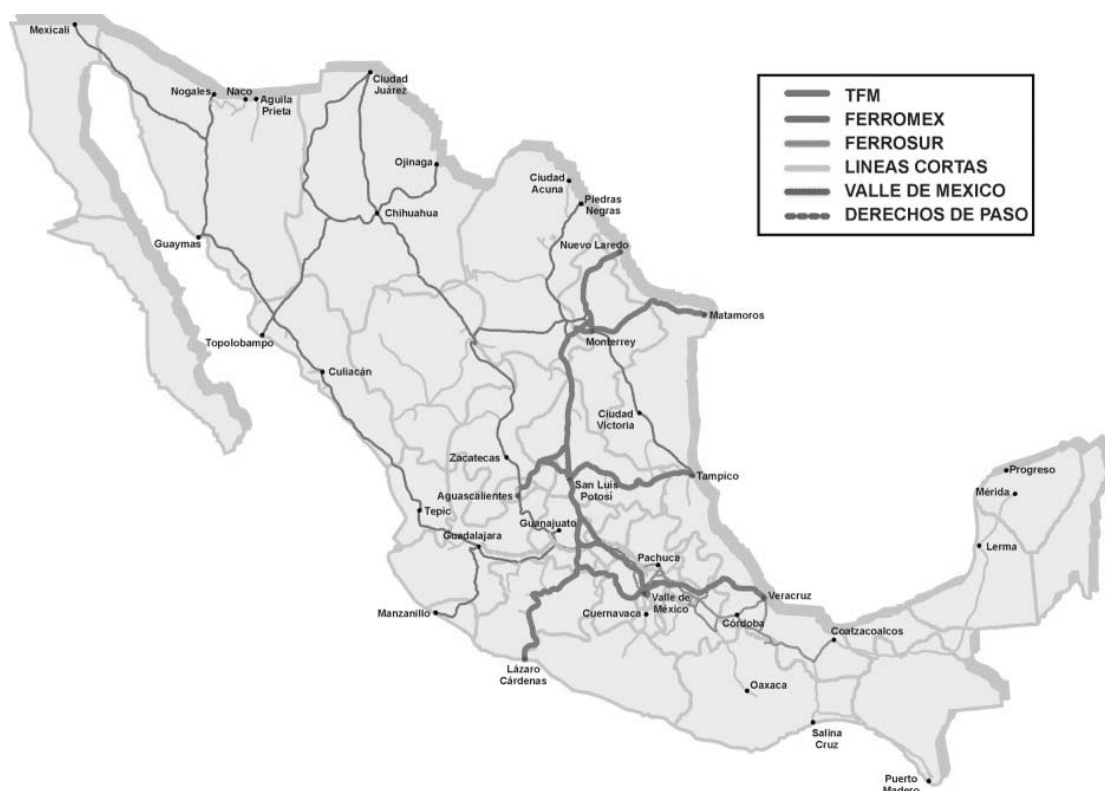 Mexicali
Nogales
Naco
Aguila
Prieta
Ciudad
Juárez
TFM
FERROMEX
FERROSUR
LINEAS CORTAS
VALLE DE MEXICO
DERECHOS DE PASO
Ojinaga
Ciudad
Acuna
Piedras
Negras
Chihuahua
Guaymas
Nuevo Laredo
Matamoros
Topolobampo
Monterrey
Culiacán
Ciudad
Victoria
Zacatecas
Tampico
Progreso
Aguascalientes
San Luis
Potosí
Mérida
Tepic
Guanajuato
Guadalajara
Lerma
Pachuca
Manzanillo
Cuernavaca
Valle de
México
Veracruz
Córdoba
Coatzacoalcos
Lázaro
Cárdenas
Oaxaca
Salina
Cruz
Puerto
Madero